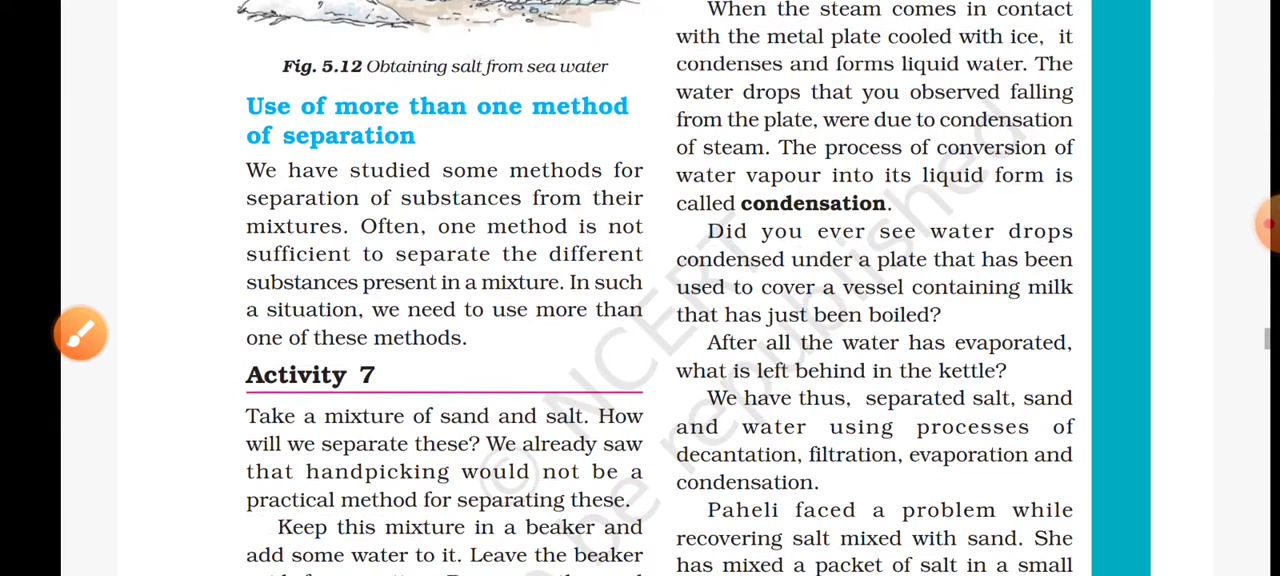 Fig. 5.12 Obtaining salt from sea water
Use of more than one method
of separation
We have studied some methods for
separation of substances from their
mixtures. Often, one method is not
sufficient to separate the different
substances present in a mixture. In such
a situation, we need to use more than
one of these methods.
Activity 7
Take a mixture of sand and salt. How
will we separate these? We already saw
that handpicking would not be a
practical method for separating these.
Keep this mixture in a beaker and
add some water to it. Leave the beaker
When the steam comes in contact
with the metal plate cooled with ice, it
condenses and forms liquid water. The
water drops that you observed falling
from the plate, were due to condensation
of steam. The process of conversion of
water vapour into its liquid form is
called condensation.
Did you ever see water drops
condensed under a plate that has been
used to cover a vessel containing milk
that has just been boiled?
After all the water has evaporated,
what is left behind in the kettle?
We have thus, separated salt, sand
and water using processes of
decantation, filtration, evaporation and
condensation.
Paheli faced a problem while
recovering salt mixed with sand. She
has mixed a packet of salt in a small
© NCERT
be republished